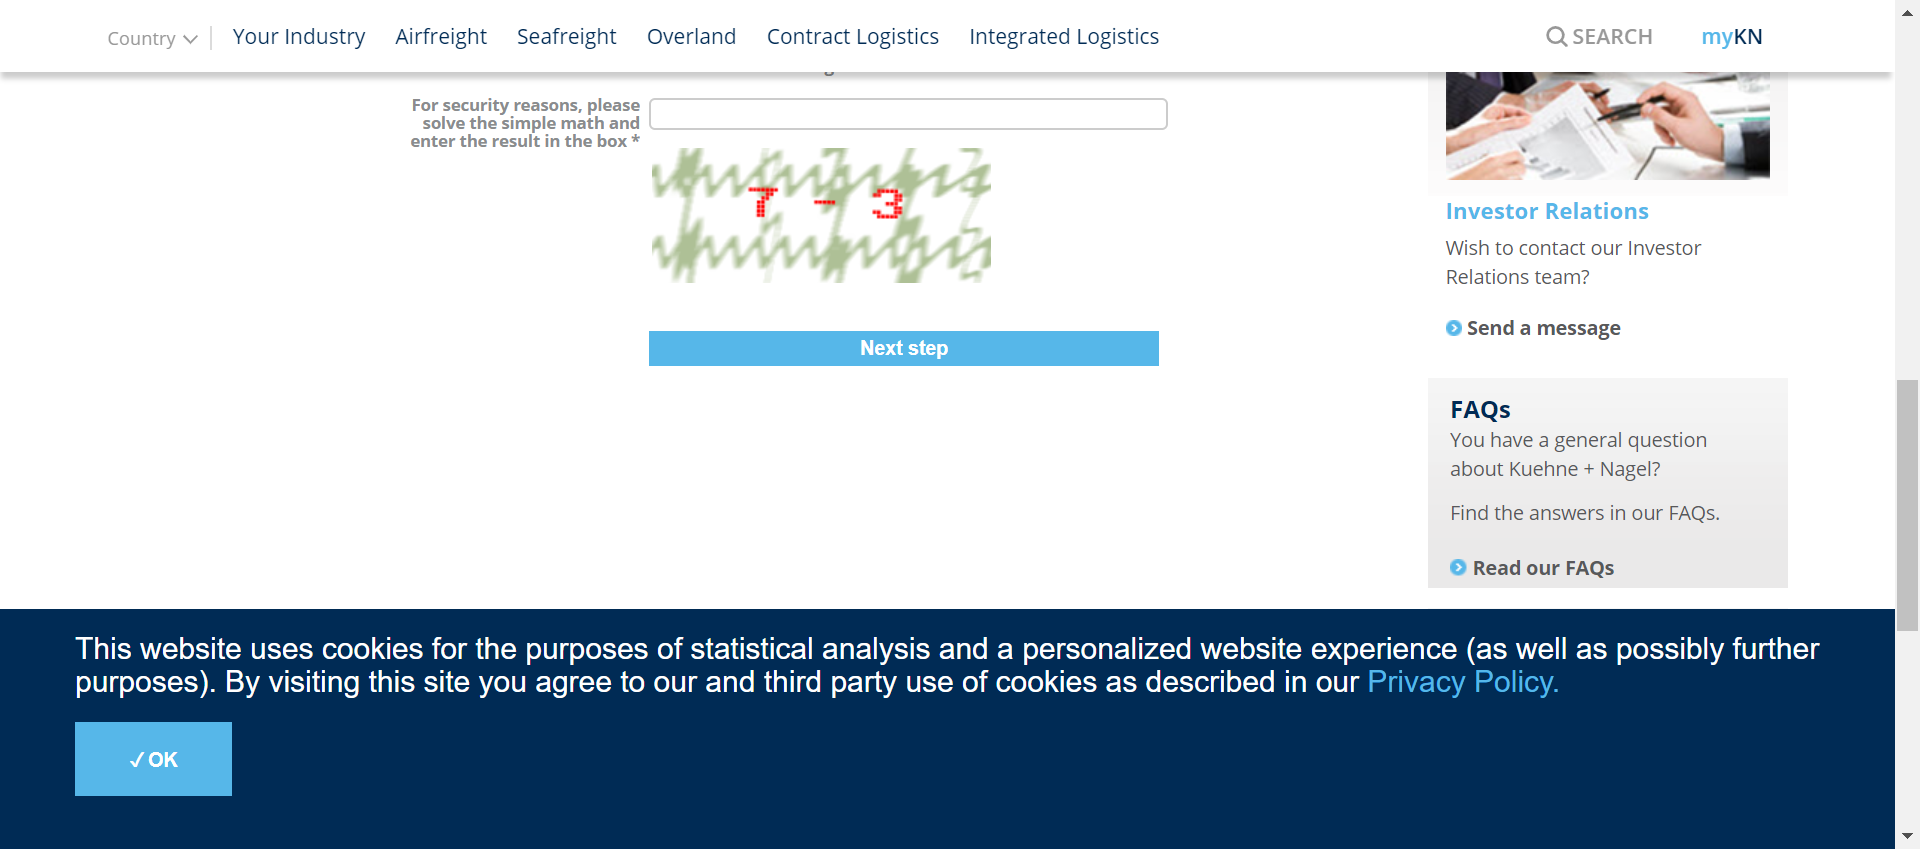 Country
Your Industry
Airfreight
Seafreight
Overland
Contract Logistics
Integrated Logistics
SEARCH
myKN
For security reasons, please
solve the simple math and
enter the result in the box *
7 - 3
Next step
Investor Relations
Wish to contact our Investor
Relations team?
Send a message
FAQs
You have a general question
about Kuehne + Nagel?
Find the answers in our FAQs.
Read our FAQs
This website uses cookies for the purposes of statistical analysis and a personalized website experience (as well as possibly further
purposes). By visiting this site you agree to our and third party use of cookies as described in our Privacy Policy.
✓OK